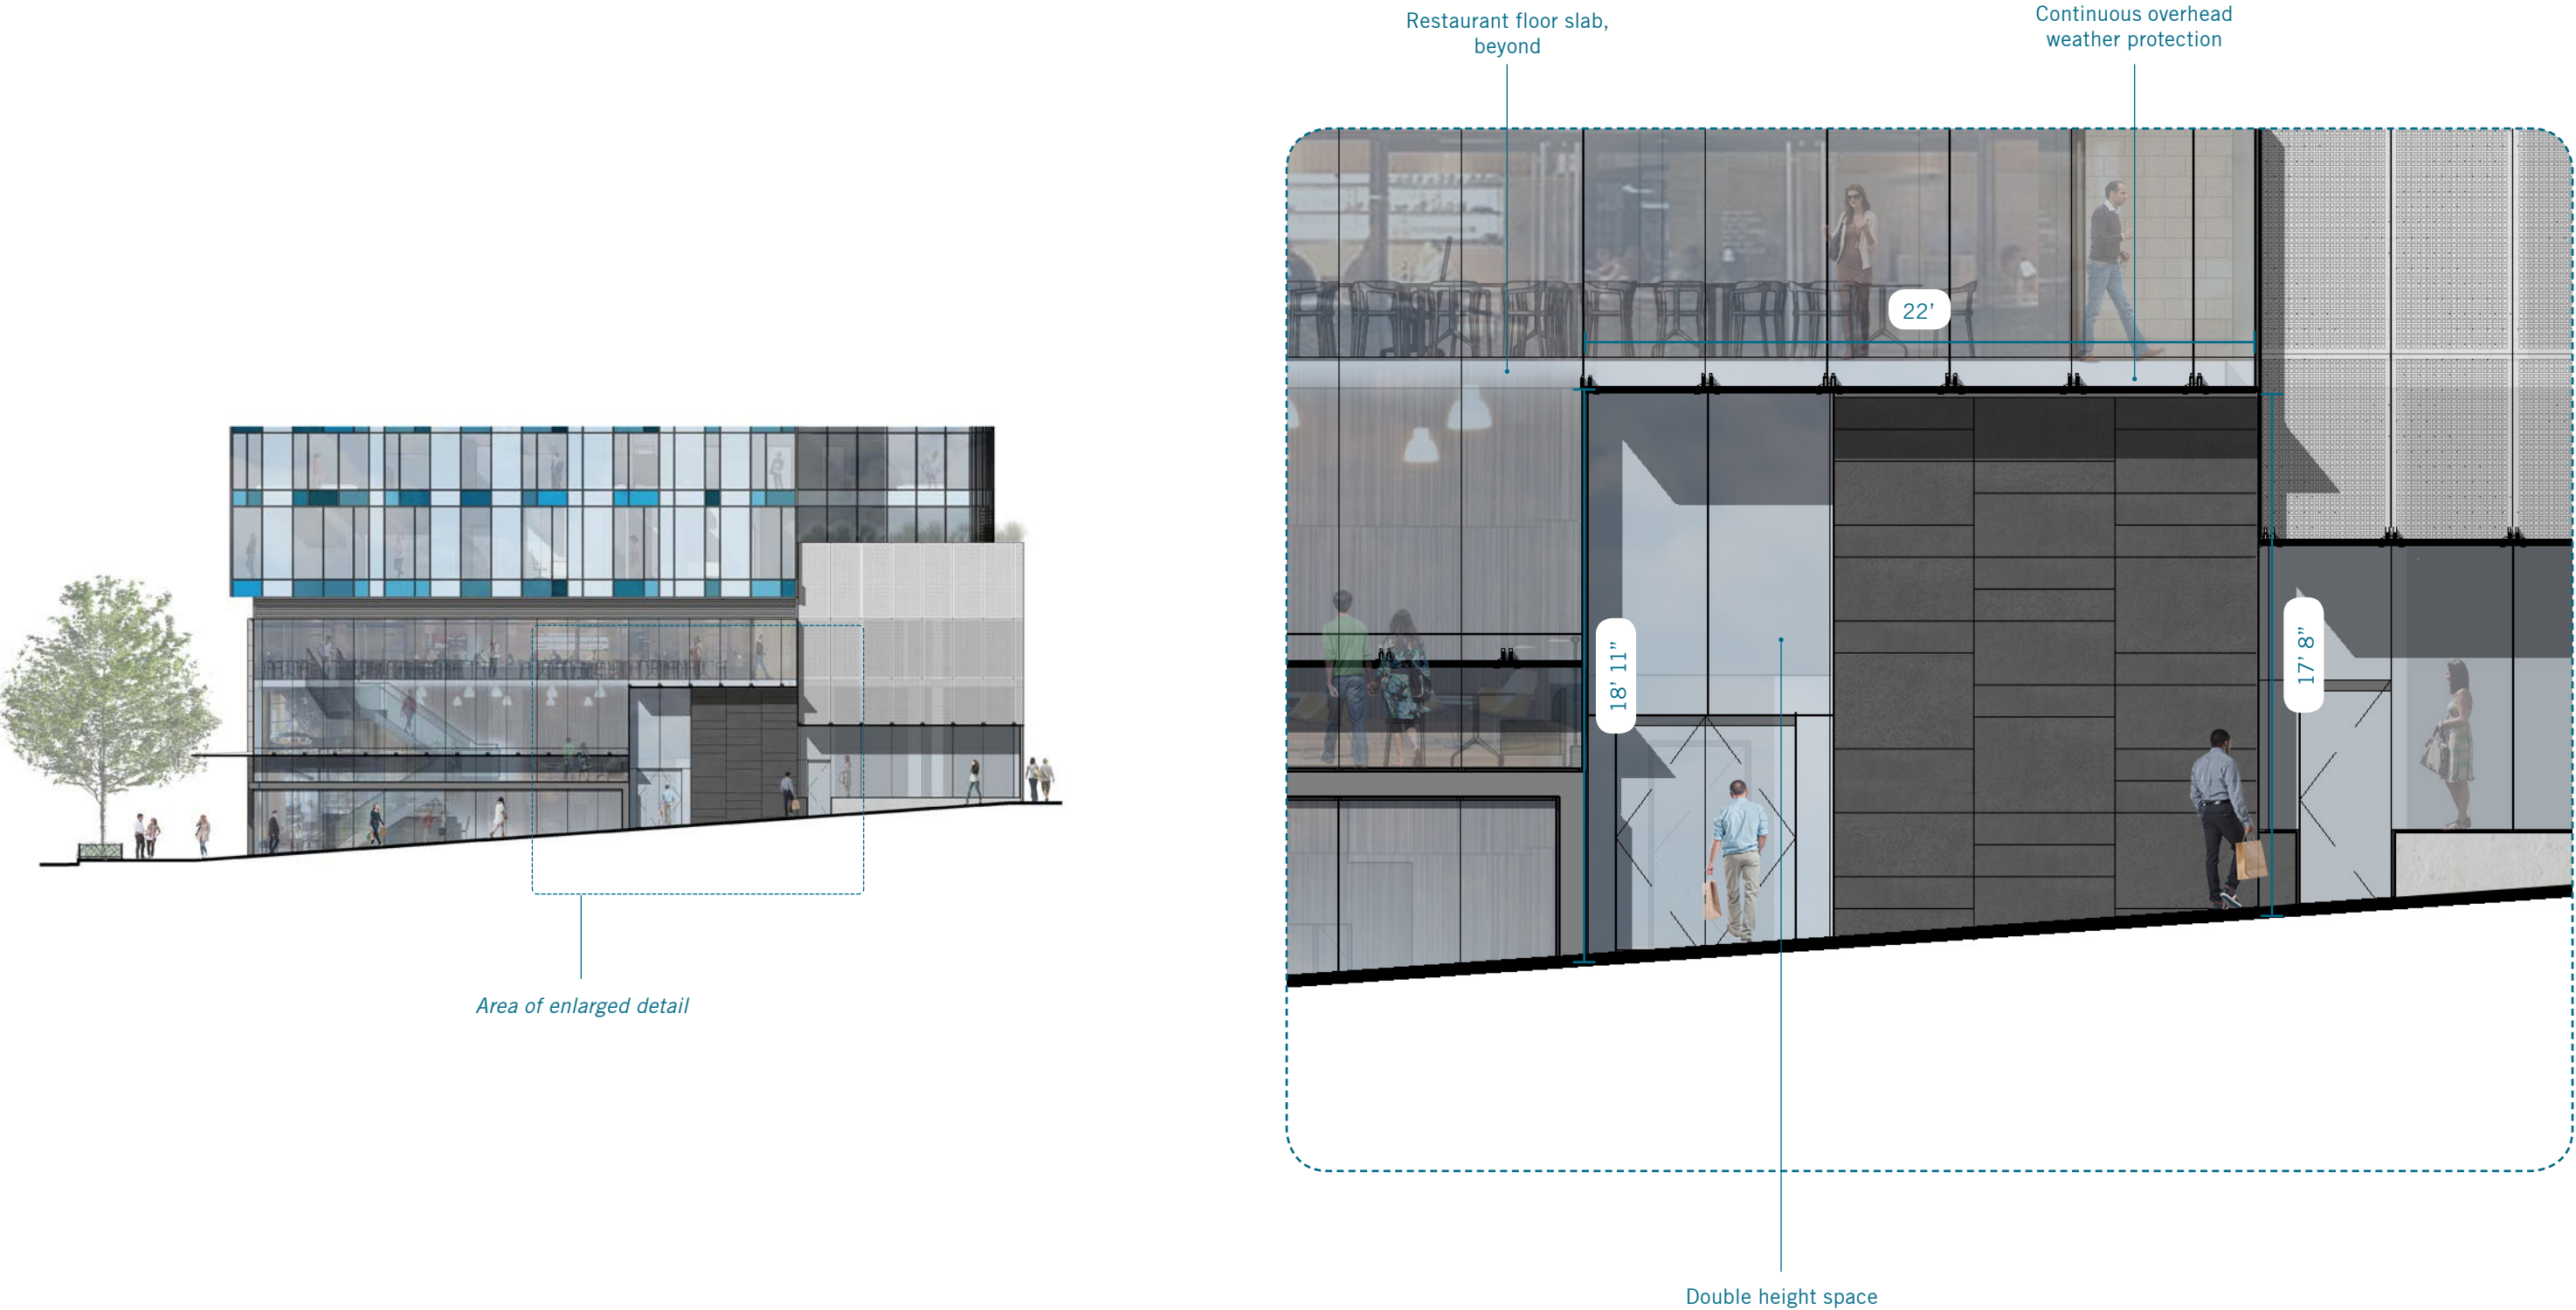 Restaurant floor slab,
beyond
Continuous overhead
weather protection
22’
18’ 11”
17’ 8”
Area of enlarged detail
Double height space